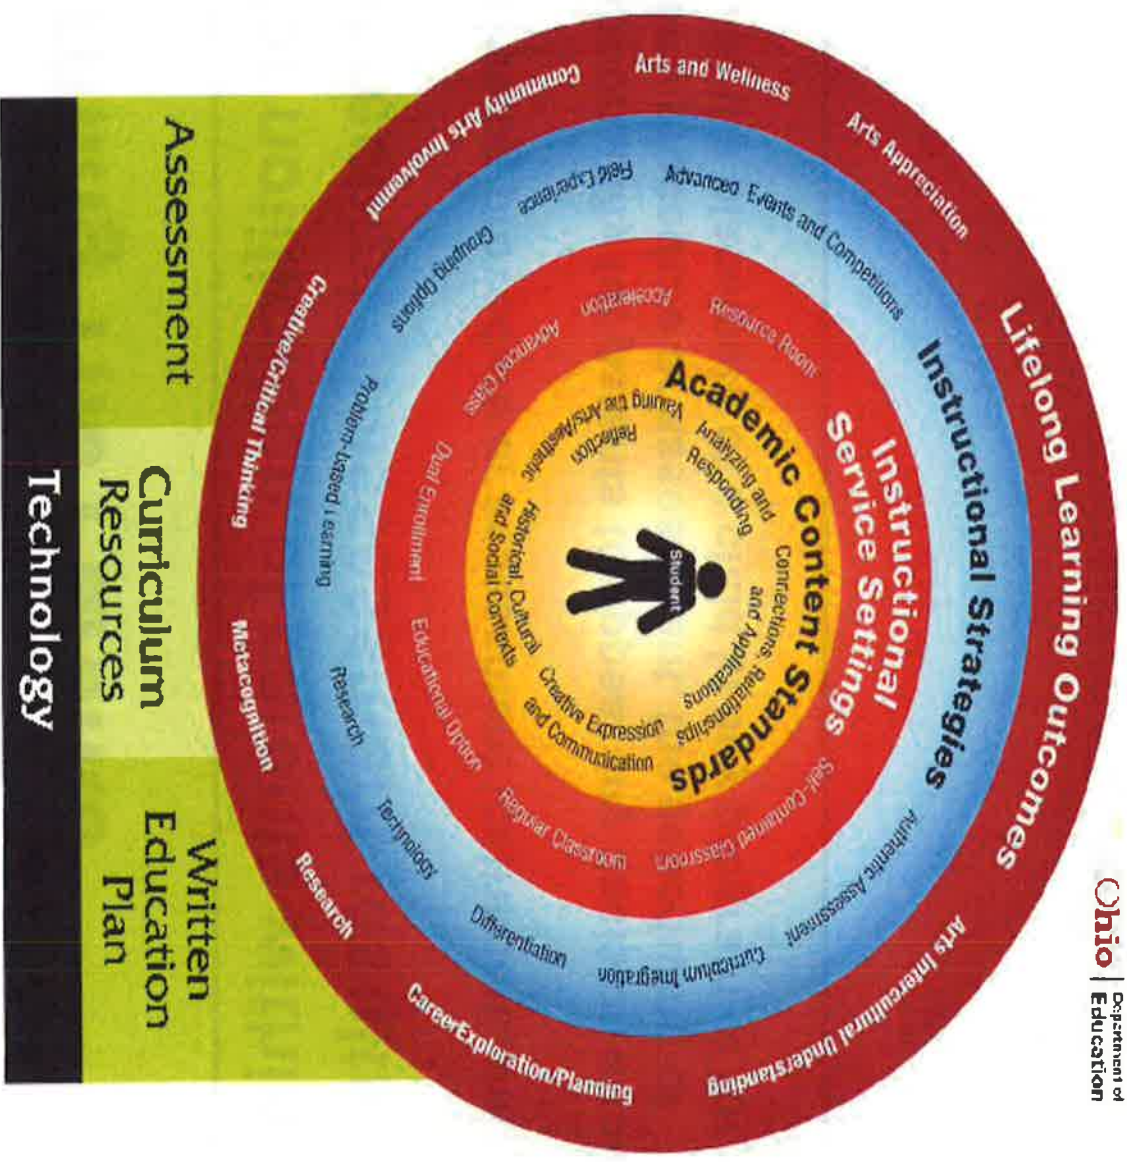 Ohio
Department of
Education
Lifelong Learning Outcomes
Arts Intercultural Understanding
CareerExploration/Planning
Research
Metacognition
Creative/Critical Thinking
Community Arts Involvemnt
Arts and Wellness
Arts Appreciation
Instructional Strategies
Authentic Assessment
Curriculum Integration
Differentiation
Technology
Research
Problem-based Learning
Grouping Options
Field Experience
Advanced Events and Competitions
Instructional
Service Settings
Self-Contained Classroom
Regular Classroom
Educational Option
Dual Enrollment
Advanced Class
Acceleration
Resource Room
Academic Content Standards
Connections, Relationships
and Applications
Creative Expression
and Communication
Historical, Cultural
and Social Contexts
Valuing the Arts/Aesthetic
Reflection
Analyzing and
Responding
Student
Assessment
Curriculum
Resources
Written
Education
Plan
Technology